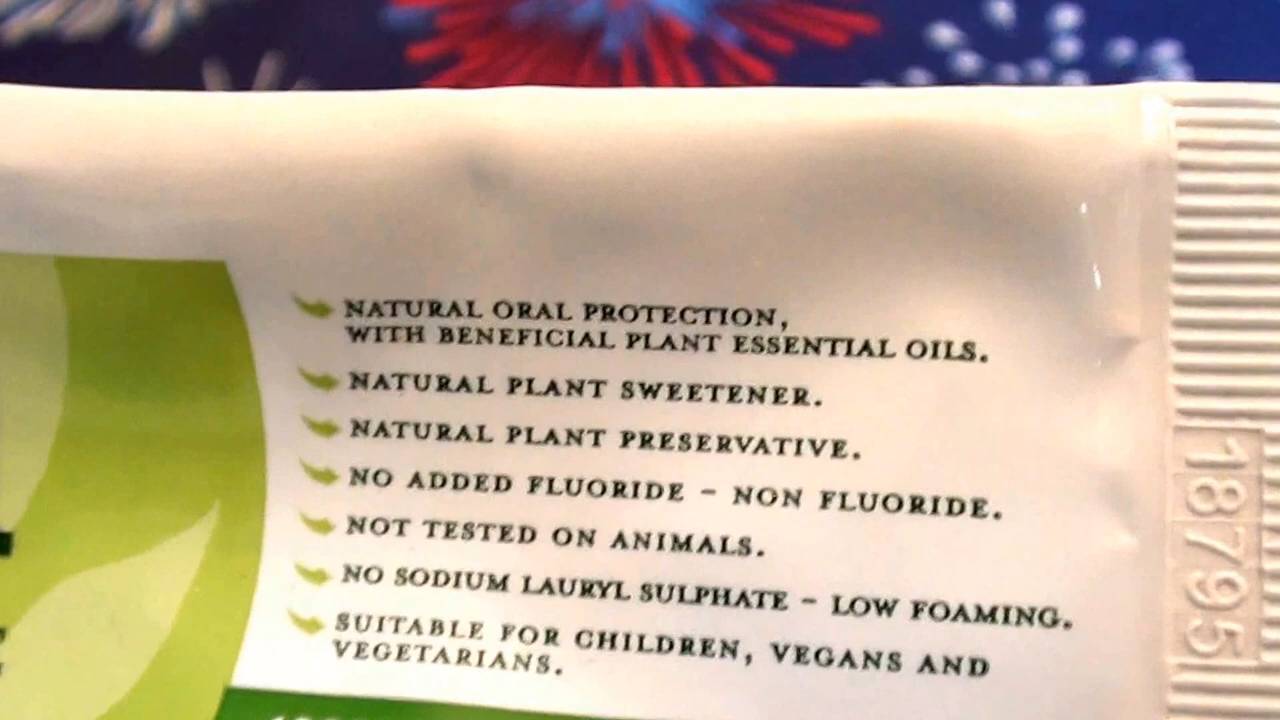 NATURAL ORAL PROTECTION,
WITH BENEFICIAL PLANT ESSENTIAL OILS.
NATURAL PLANT SWEETENER.
NATURAL PLANT PRESERVATIVE.
NO ADDED FLUORIDE - NON FLUORIDE.
NOT TESTED ON ANIMALS.
NO SODIUM LAURYL SULPHATE - LOW FOAMING.
SUITABLE FOR CHILDREN, VEGANS AND
VEGETARIANS.
18795